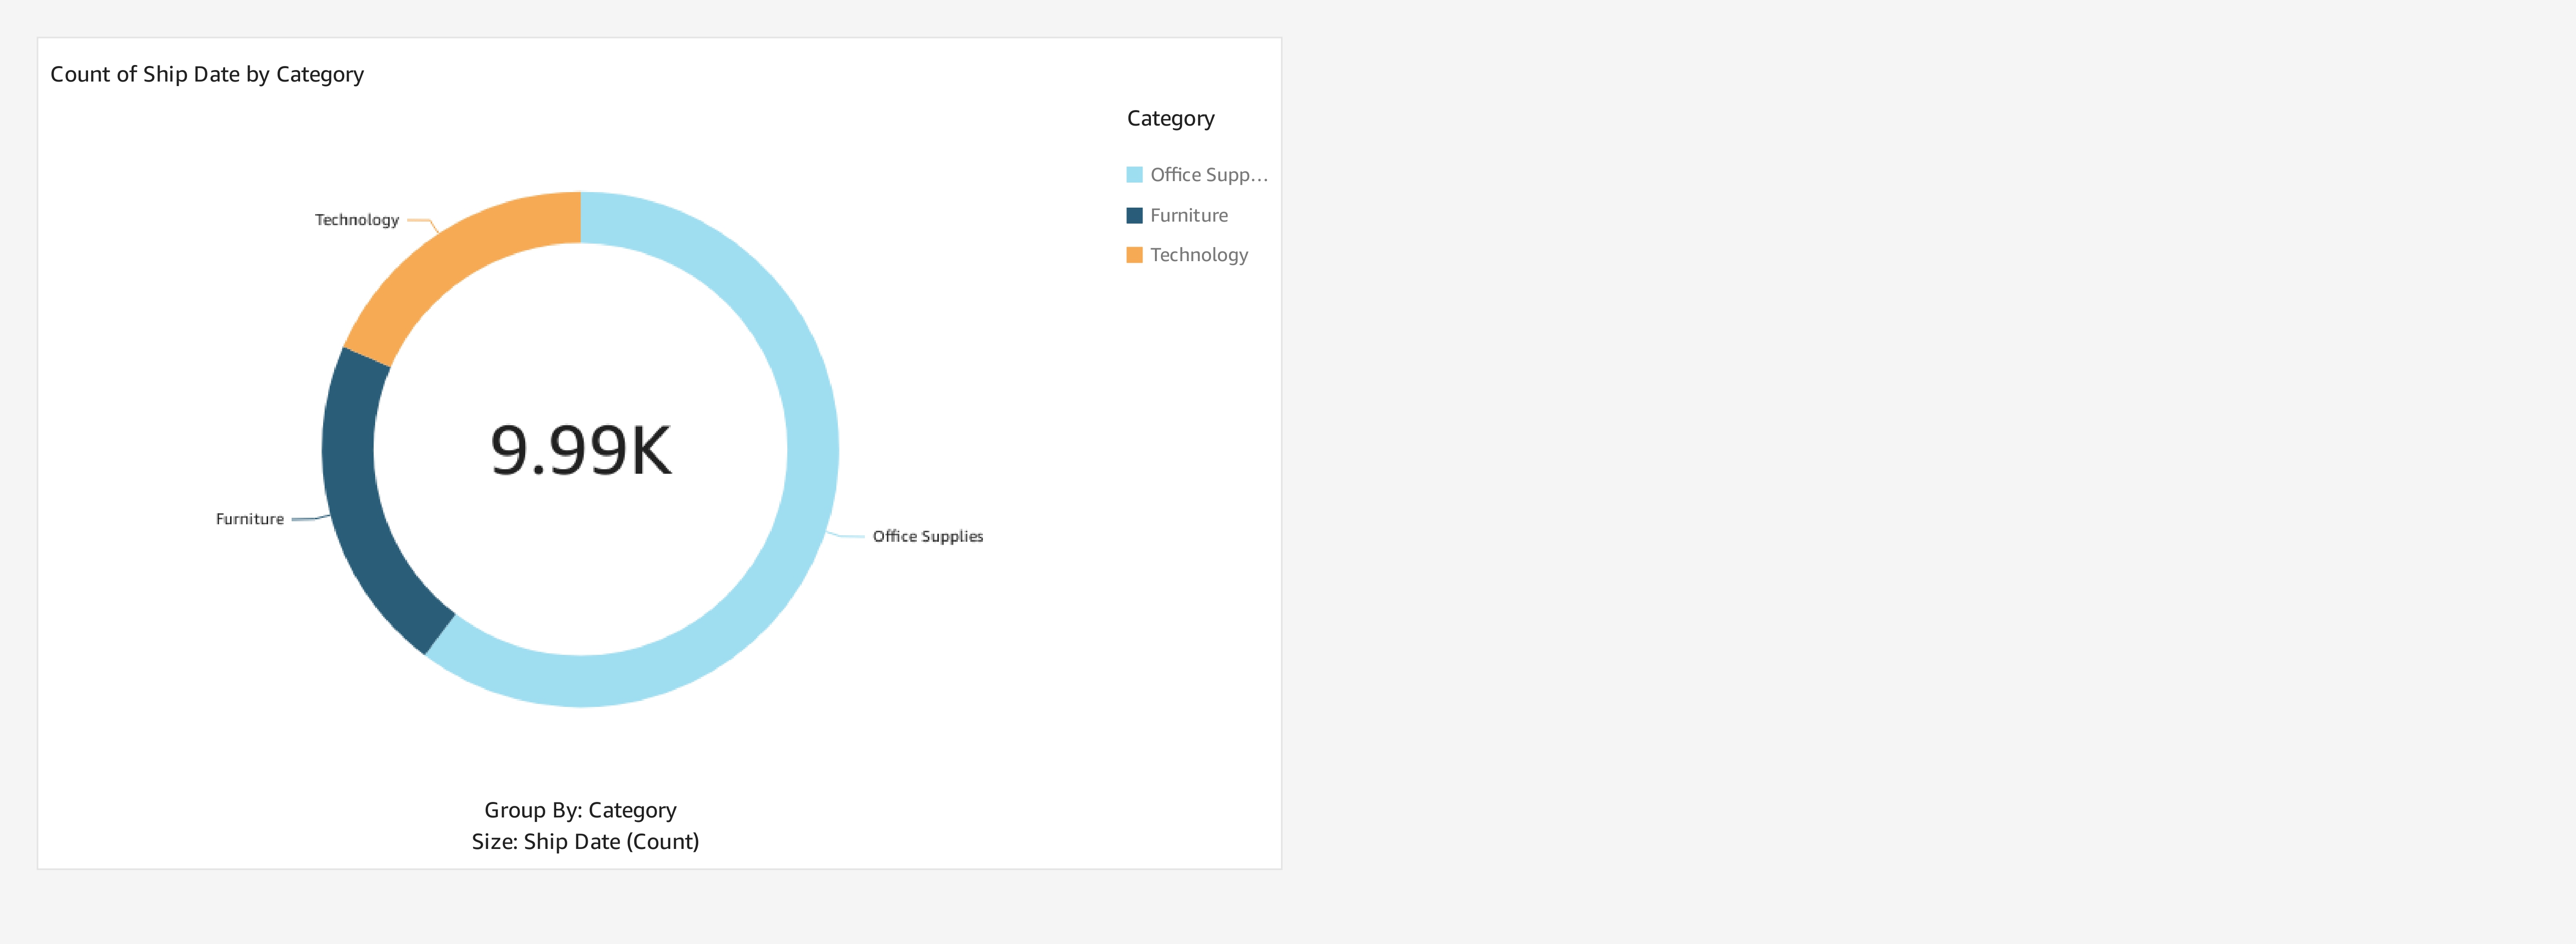 Count of Ship Date by Category
Category
Office Supp...
Furniture
Technology
Technology
9.99K
Furniture
Office Supplies
Group By: Category
Size: Ship Date (Count)